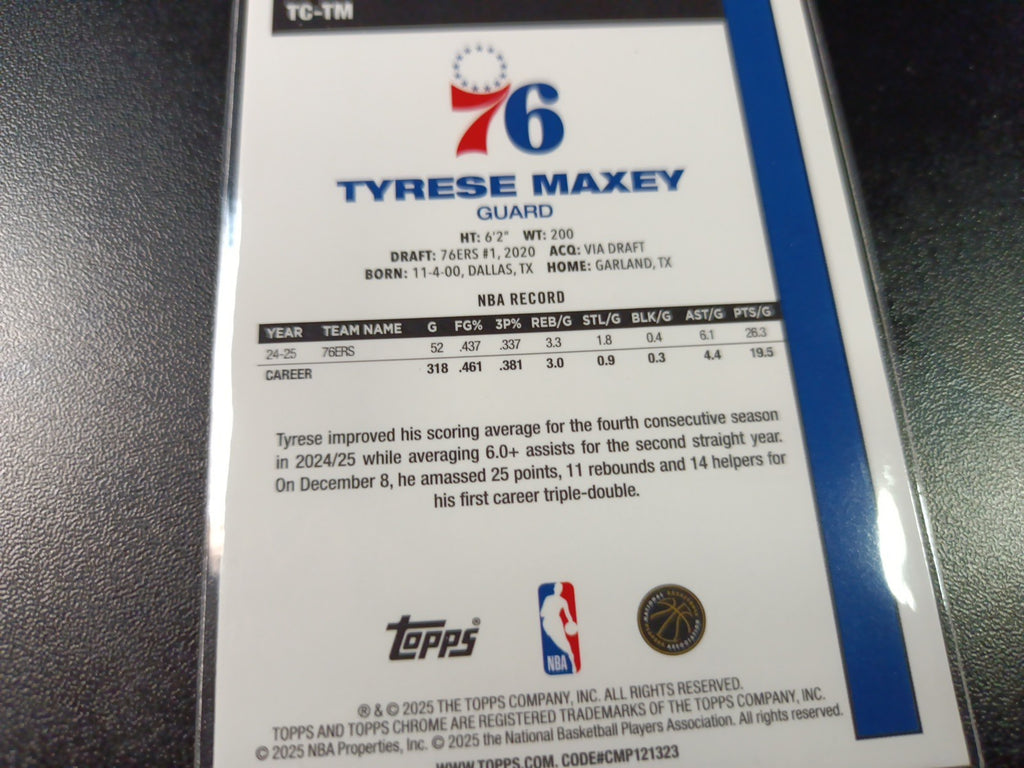 TC-TM
76
TYRESE MAXEY
GUARD
HT: 6'2" WT: 200
DRAFT: 76ERS #1, 2020 ACQ: VIA DRAFT
BORN: 11-4-00, DALLAS, TX HOME: GARLAND, TX
NBA RECORD
YEAR TEAM NAME G FG% 3P% REB/G STL/G BLK/G AST/G PTS/G
24-25 76ERS 52 .437 .337 3.3 1.8 0.4 6.1 26.3
CAREER 318 .461 .381 3.0 0.9 0.3 4.4 19.5
Tyrese improved his scoring average for the fourth consecutive season
in 2024/25 while averaging 6.0+ assists for the second straight year.
On December 8, he amassed 25 points, 11 rebounds and 14 helpers for
his first career triple-double.
topps®
NBA
® & © 2025 THE TOPPS COMPANY, INC. ALL RIGHTS RESERVED.
TOPPS AND TOPPS CHROME ARE REGISTERED TRADEMARKS OF THE TOPPS COMPANY, INC.
© 2025 NBA Properties, Inc. © 2025 the National Basketball Players Association. All rights reserved.
WWW.TOPPS.COM. CODE#CMP121323